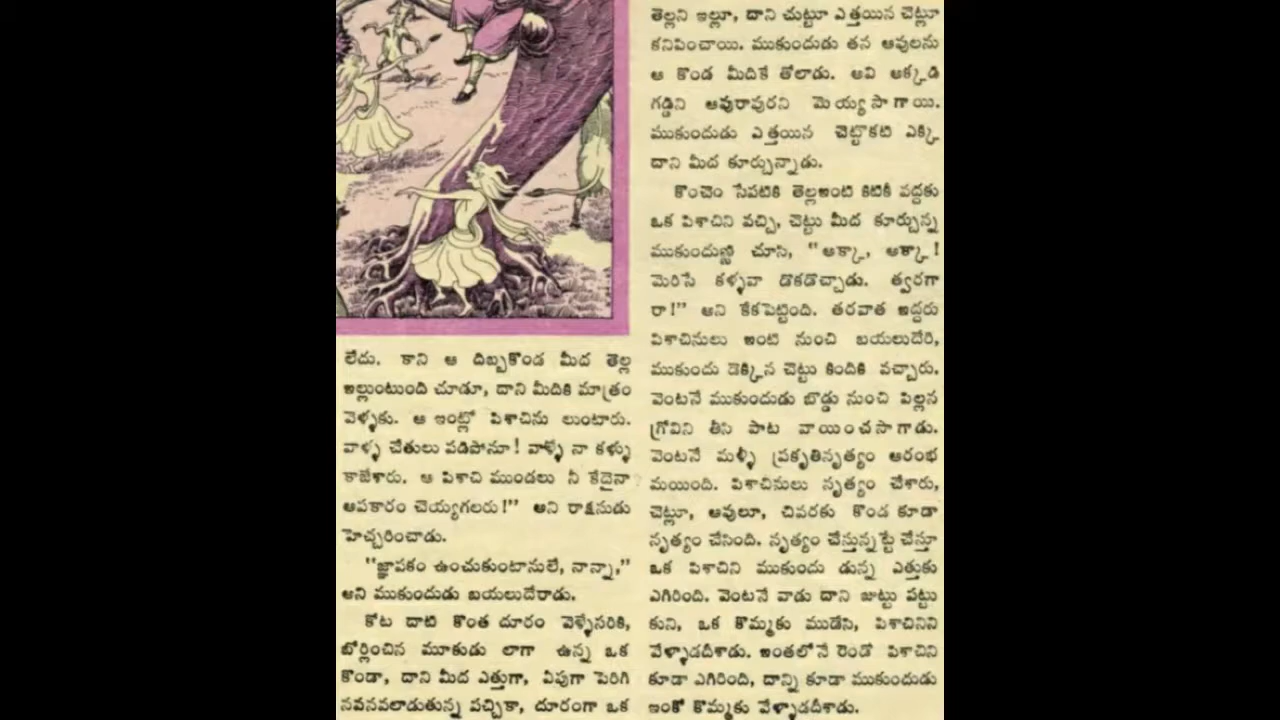 లేదు. కాని ఆ దిబ్బకొండ మీద తెల్ల
ఇల్లుంటుంది చూడూ, దాని మీదికి మాత్రం
వెళ్ళకు. ఆ ఇంట్లో పిశాచిను లుంటారు.
వాళ్ళ చేతులు పడిపోనూ! వాళ్ళే నా కళ్ళు
కాజేశారు. ఆ పిశాచి ముండలు నీ కేదైనా
అపకారం చెయ్యగలరు!” అని రాక్షసుడు
హెచ్చరించాడు.
“జ్ఞాపకం ఉంచుకుంటానులే, నాన్నా,”
అని ముకుందుడు బయలుదేరాడు.
కోట దాటి కొంత దూరం వెళ్ళేసరికి,
బోర్లించిన మూకుడు లాగా ఉన్న ఒక
కొండా, దాని మీద ఎత్తుగా, ఏపుగా పెరిగి
నవనవలాడుతున్న పచ్చికా, దూరంగా ఒక
తెల్లని ఇల్లూ, దాని చుట్టూ ఎత్తయిన చెట్లూ
కనిపించాయి. ముకుందుడు తన ఆవులను
ఆ కొండ మీదికే తోలాడు. అవి అక్కడి
గడ్డిని ఆవురావురని మెయ్యసాగాయి.
ముకుందుడు ఎత్తయిన చెట్టొకటి ఎక్కి
దాని మీద కూర్చున్నాడు.
కొంచెం సేపటికి తెల్లఇంటి కిటికీ వద్దకు
ఒక పిశాచిని వచ్చి, చెట్టు మీద కూర్చున్న
ముకుందుణ్ణి చూసి, “అక్కా, అక్కా!
మెరిసే కళ్ళవా డొకడొచ్చాడు. త్వరగా
రా!” అని కేకపెట్టింది. తరవాత ఇద్దరు
పిశాచినులు ఇంటి నుంచి బయలుదేరి,
ముకుందు డెక్కిన చెట్టు కిందికి వచ్చారు.
వెంటనే ముకుందుడు బొడ్డు నుంచి పిల్లన
గ్రోవిని తీసి పాట వాయించసాగాడు.
వెంటనే మళ్ళీ ప్రకృతినృత్యం ఆరంభ
మయింది. పిశాచినులు నృత్యం చేశారు,
చెట్లూ, ఆవులూ, చివరకు కొండ కూడా
నృత్యం చేసింది. నృత్యం చేస్తున్నట్టే చేస్తూ
ఒక పిశాచిని ముకుందు డున్న ఎత్తుకు
ఎగిరింది. వెంటనే వాడు దాని జుట్టు పట్టు
కుని, ఒక కొమ్మకు ముడేసి, పిశాచినిని
వేళ్ళాడదీశాడు. ఇంతలోనే రెండో పిశాచిని
కూడా ఎగిరింది, దాన్ని కూడా ముకుందుడు
ఇంకో కొమ్మకు వేళ్ళాడదీశాడు.